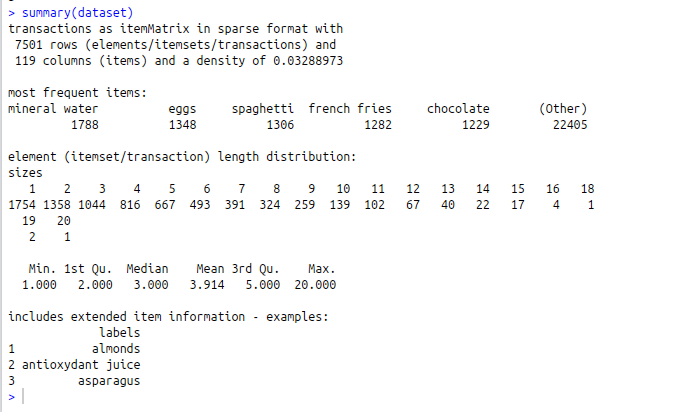 > summary(dataset)
transactions as itemMatrix in sparse format with
 7501 rows (elements/itemsets/transactions) and
 119 columns (items) and a density of 0.03288973

most frequent items:
mineral water          eggs     spaghetti  french fries     chocolate       (Other)
         1788          1348          1306          1282          1229         22405

element (itemset/transaction) length distribution:
sizes
   1    2    3    4    5    6    7    8    9   10   11   12   13   14   15   16   18
1754 1358 1044  816  667  493  391  324  259  139  102   67   40   22   17    4    1
  19   20
   2    1

   Min. 1st Qu.  Median    Mean 3rd Qu.    Max.
  1.000   2.000   3.000   3.914   5.000  20.000

includes extended item information - examples:
             labels
1           almonds
2 antioxydant juice
3         asparagus
>